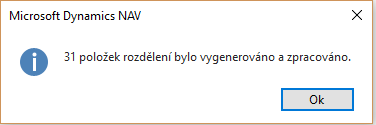 Microsoft Dynamics NAV
31 položek rozdělení bylo vygenerováno a zpracováno.
Ok